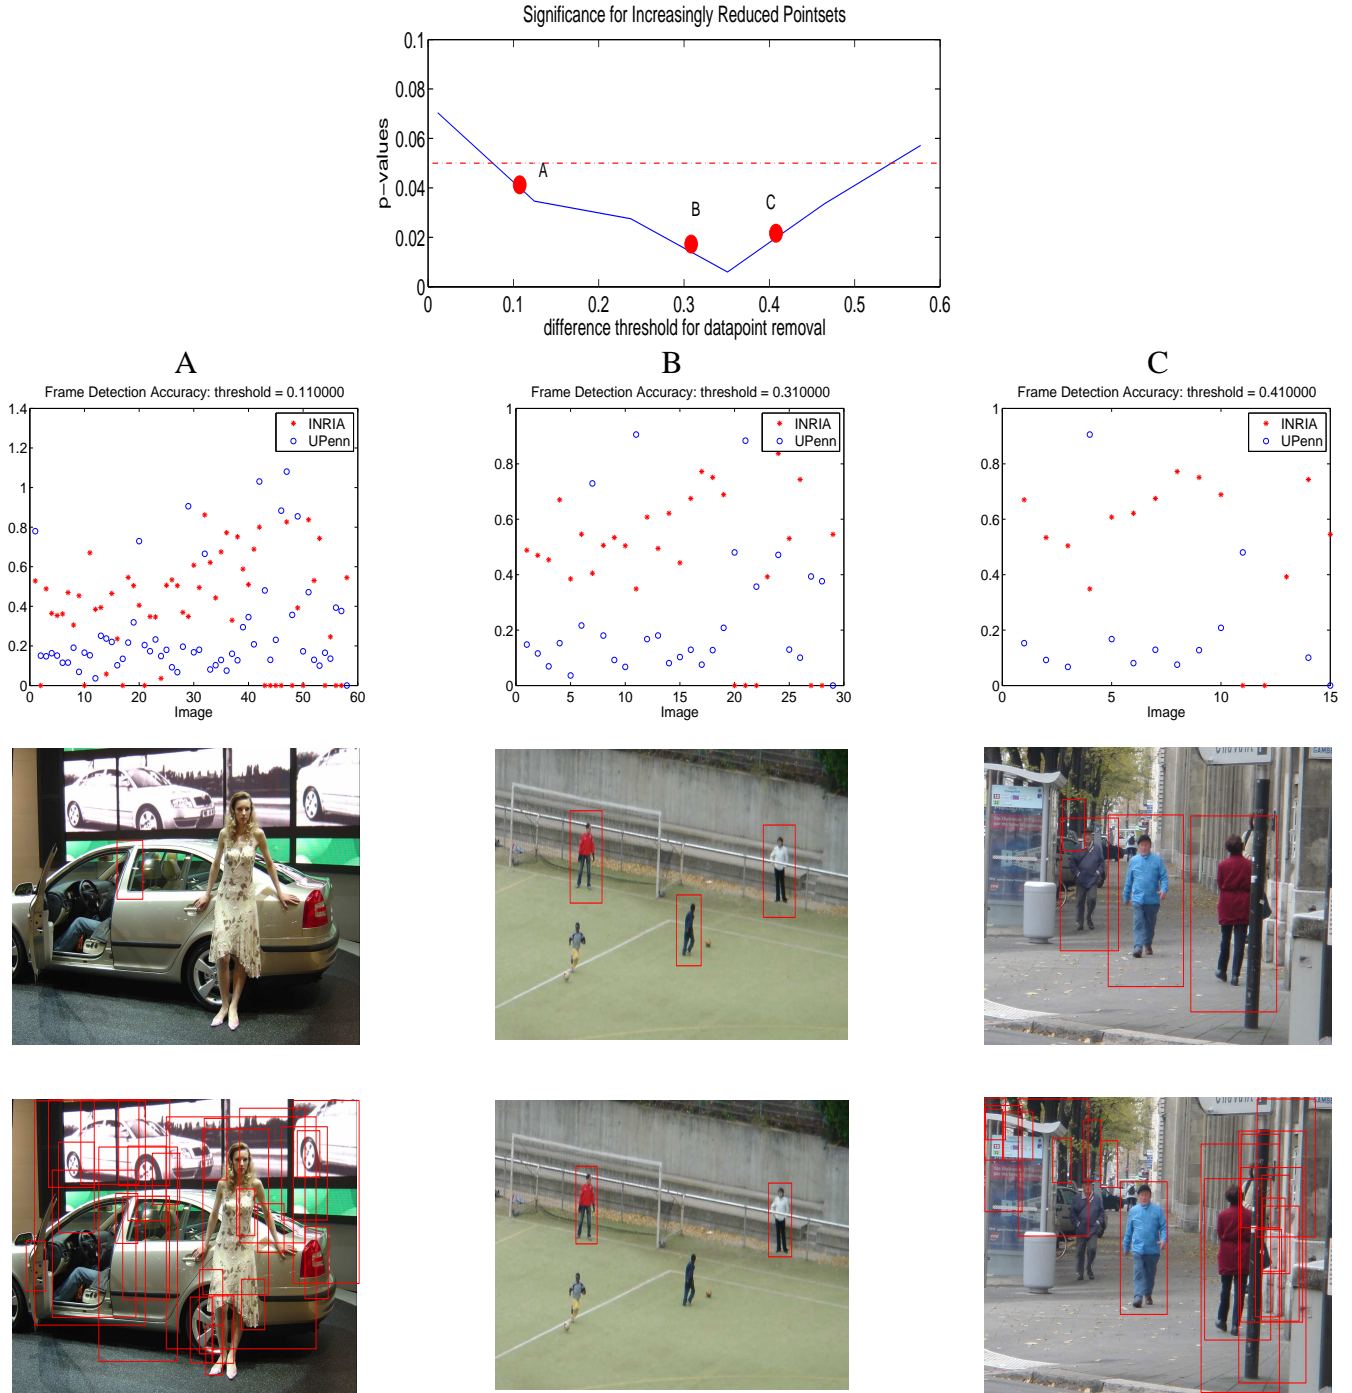 Significance for Increasingly Reduced Pointsets
0.1
0.08
0.06
0.04
0.02
0
p-values
A
B
C
0 0.1 0.2 0.3 0.4 0.5 0.6
difference threshold for datapoint removal
A B C
Frame Detection Accuracy: threshold = 0.110000
1.4
1.2
1
0.8
0.6
0.4
0.2
0
INRIA
UPenn
0 10 20 30 40 50 60
Image
Frame Detection Accuracy: threshold = 0.310000
1
0.8
0.6
0.4
0.2
0
INRIA
UPenn
0 5 10 15 20 25 30
Image
Frame Detection Accuracy: threshold = 0.410000
1
0.8
0.6
0.4
0.2
0
INRIA
UPenn
0 5 10 15
Image